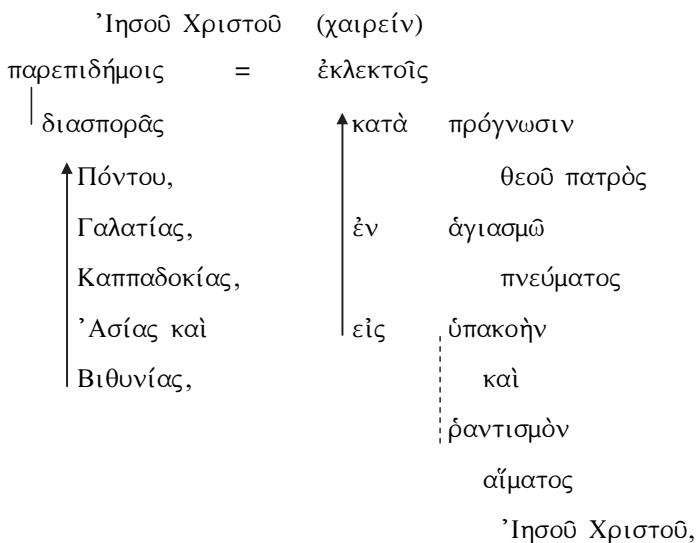 Ἰησοῦ Χριστοῦ (χαιρείν)
παρεπιδήμοις = ἐκλεκτοῖς
διασπορᾶς κατὰ πρόγνωσιν
Πόντου, θεοῦ πατρὸς
Γαλατίας, ἐν ἁγιασμῶ
Καππαδοκίας, πνεύματος
Ἀσίας καὶ εἰς ὑπακοὴν
Βιθυνίας, καὶ
ῥαντισμὸν
αἵματος
Ἰησοῦ Χριστοῦ,